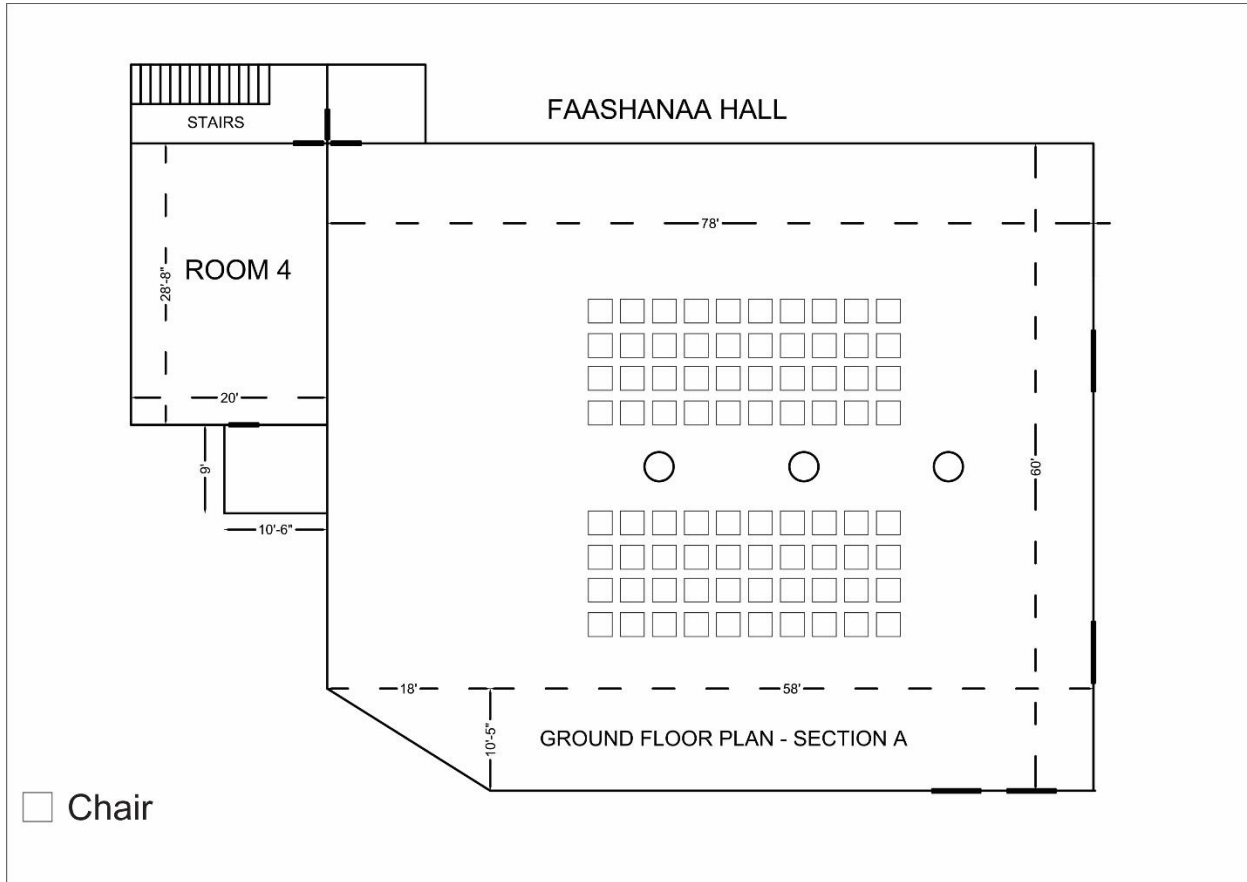 STAIRS
FAASHANAA HALL
78'
28'-8"
ROOM 4
20'
9'
60'
10'-6"
18'
58'
10'-5"
GROUND FLOOR PLAN - SECTION A
Chair